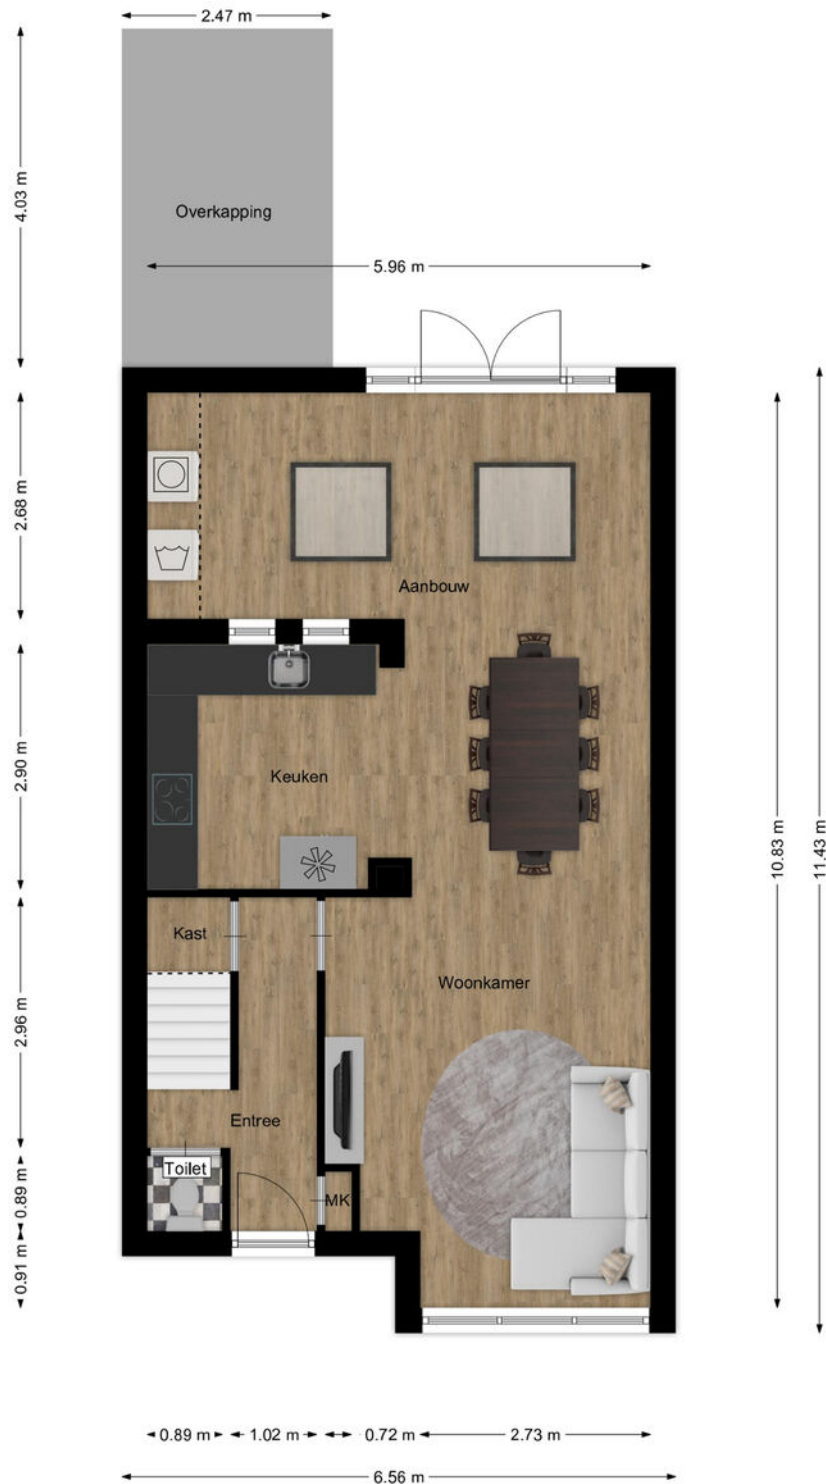 2.47 m
4.03 m
Overkapping
5.96 m
2.68 m
Aanbouw
2.90 m
Keuken
10.83 m
11.43 m
Kast
Woonkamer
2.96 m
Entree
Toilet
0.89 m
MK
0.91 m
0.89 m
1.02 m
0.72 m
2.73 m
6.56 m